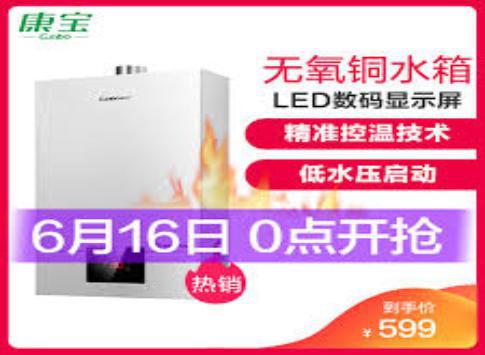 康宝
Canbo
无氧铜水箱
LED数码显示屏
精准控温技术
低水压启动
6月16日 0点开抢
热销
到手价
¥599